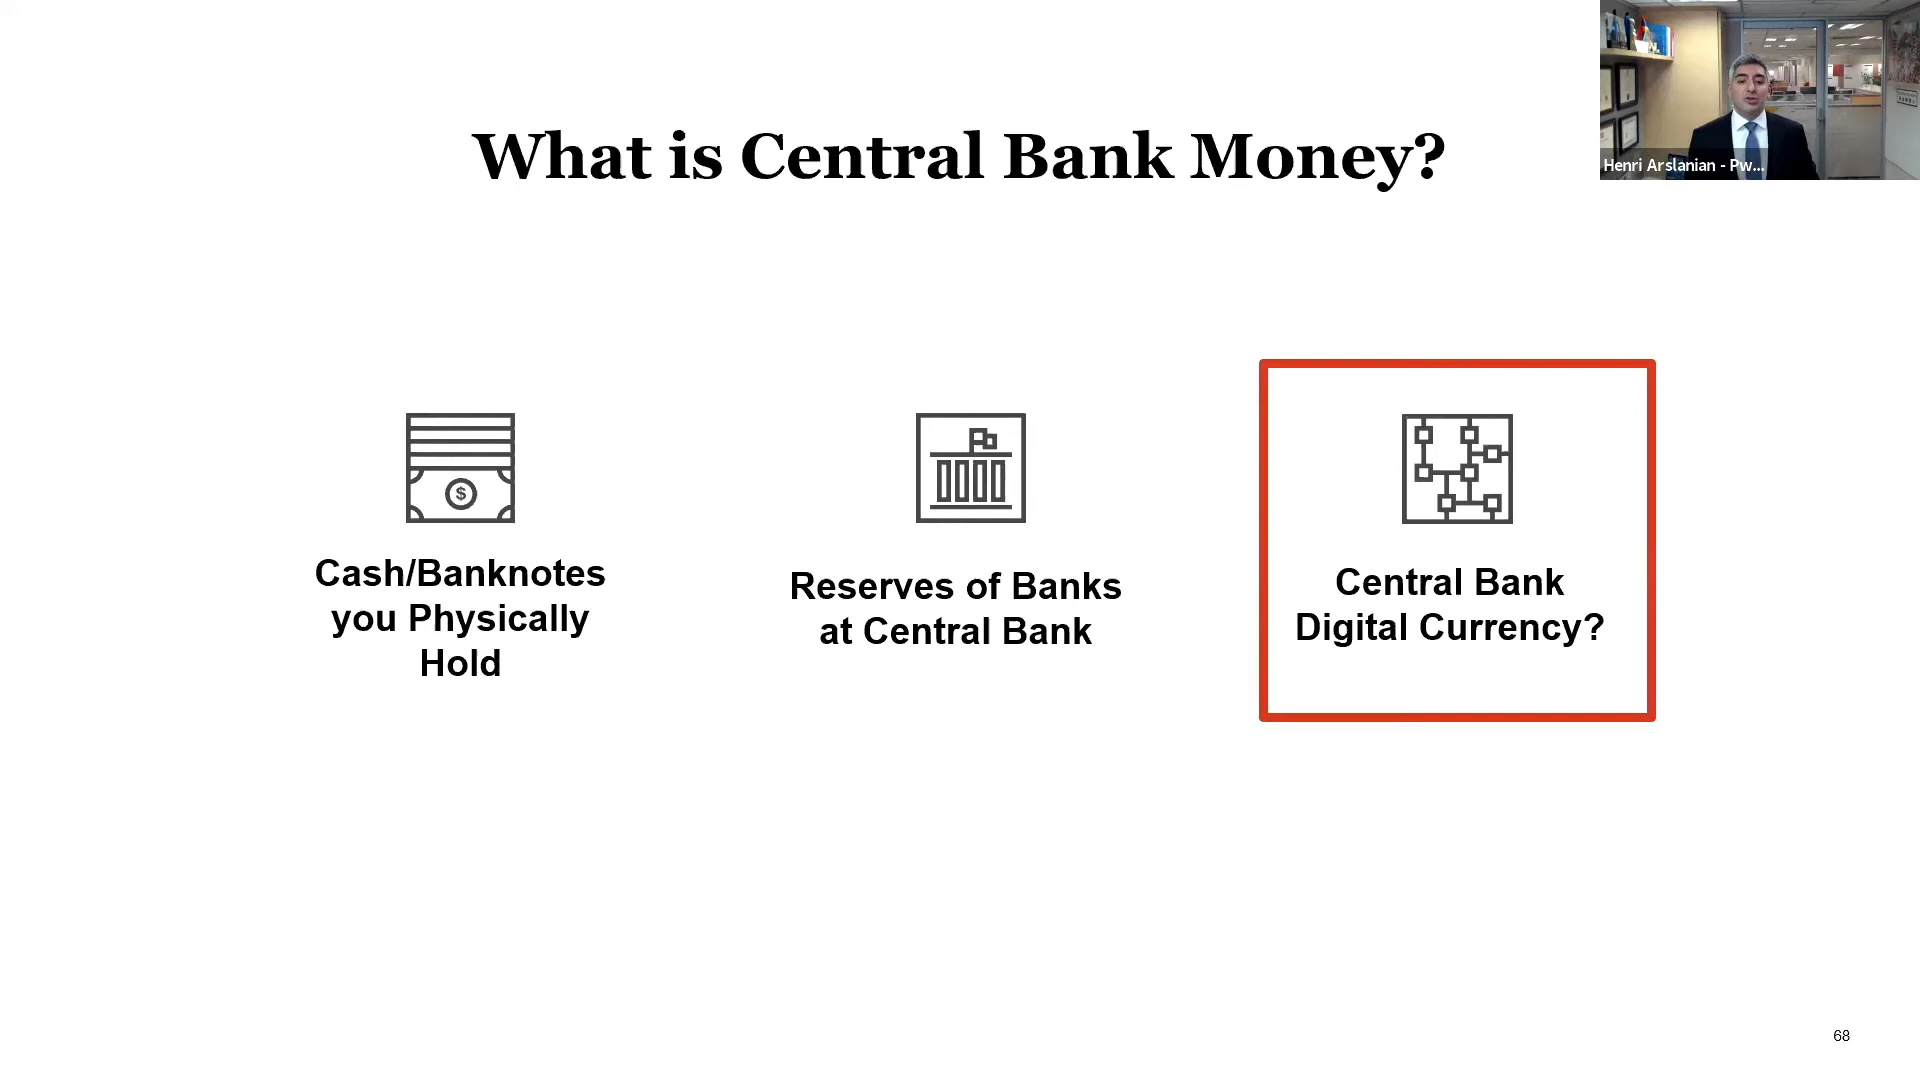 What is Central Bank Money?
Henri Arslanian - Pw...
$
Cash/Banknotes
you Physically
Hold
Reserves of Banks
at Central Bank
Central Bank
Digital Currency?
68